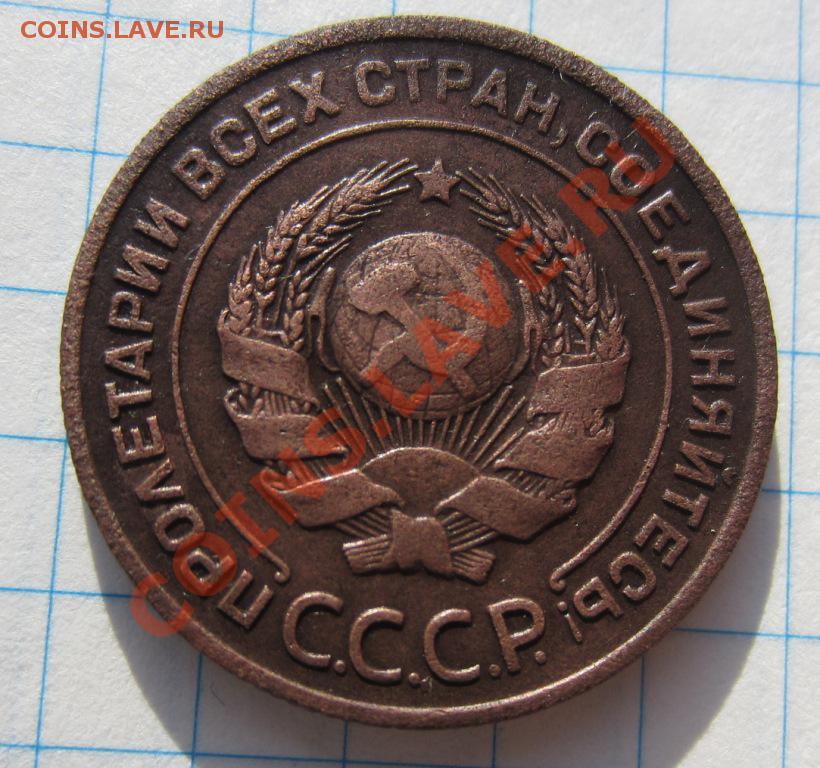 COINS.LAVE.RU
ПРОЛЕТАРИИ ВСЕХ СТРАН, СОЕДИНЯЙТЕСЬ!
С.С.С.Р.
COINS.LAVE.RU